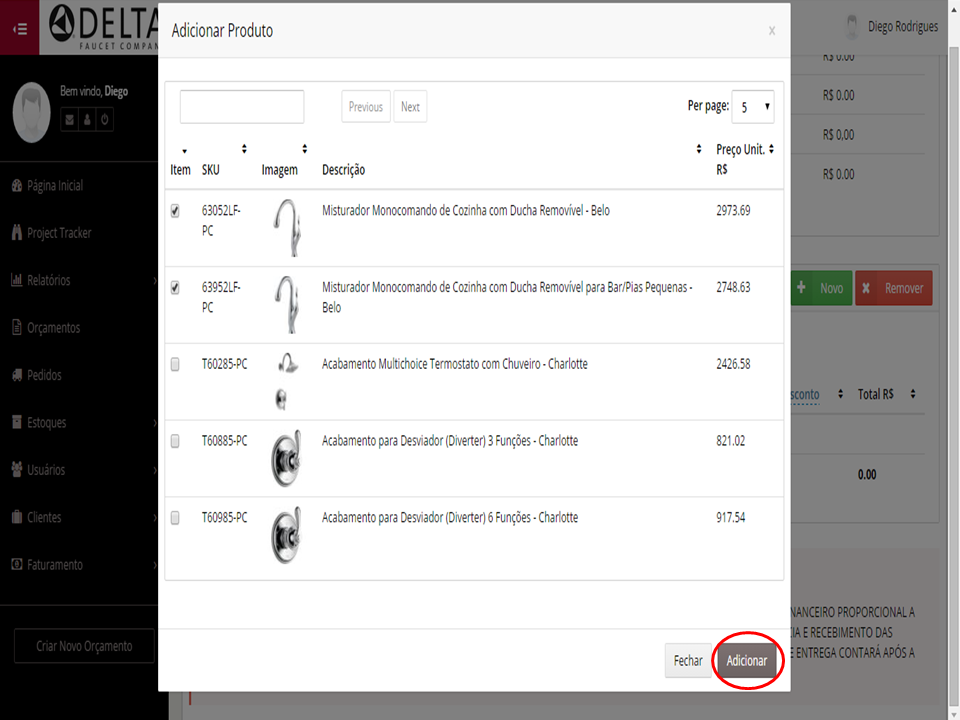 DELTA
FAUCET COMPAN
Adicionar Produto
x
Diego Rodrigues
Bem vindo, Diego
Previous
Next
Per page:
5
R$ 0.00
R$ 0.00
R$ 0,00
R$ 0.00
Item
SKU
Imagem
Descrição
Preço Unit.
R$
Página Inicial
Project Tracker
Relatórios
Orçamentos
Pedidos
Estoques
Usuários
Clientes
Faturamento
Criar Novo Orçamento
63052LF-
PC
Misturador Monocomando de Cozinha com Ducha Removível - Belo
2973.69
63952LF-
PC
Misturador Monocomando de Cozinha com Ducha Removível para Bar/Pias Pequenas -
Belo
2748.63
T60285-PC
Acabamento Multichoice Termostato com Chuveiro - Charlotte
2426.58
T60885-PC
Acabamento para Desviador (Diverter) 3 Funções - Charlotte
821.02
T60985-PC
Acabamento para Desviador (Diverter) 6 Funções - Charlotte
917.54
Novo
Remover
sconto
Total R$
0.00
NANCEIRO PROPORCIONAL A
CIA E RECEBIMENTO DAS
E ENTREGA CONTARÁ APÓS A
Fechar
Adicionar